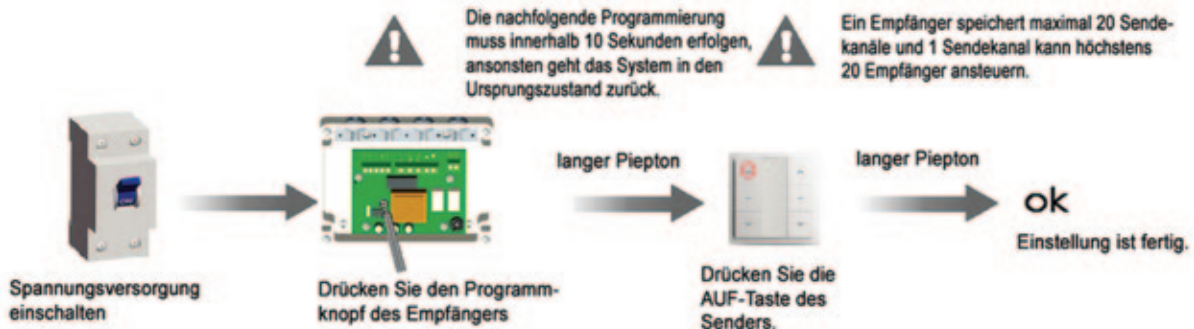 Die nachfolgende Programmierung
muss innerhalb 10 Sekunden erfolgen,
ansonsten geht das System in den
Ursprungszustand zurück.
Ein Empfänger speichert maximal 20 Sende-
kanäle und 1 Sendekanal kann höchstens
20 Empfänger ansteuern.
Spannungsversorgung
einschalten
Drücken Sie den Programm-
knopf des Empfängers
langer Piepton
Drücken Sie die
AUF-Taste des
Senders.
langer Piepton
ok
Einstellung ist fertig.